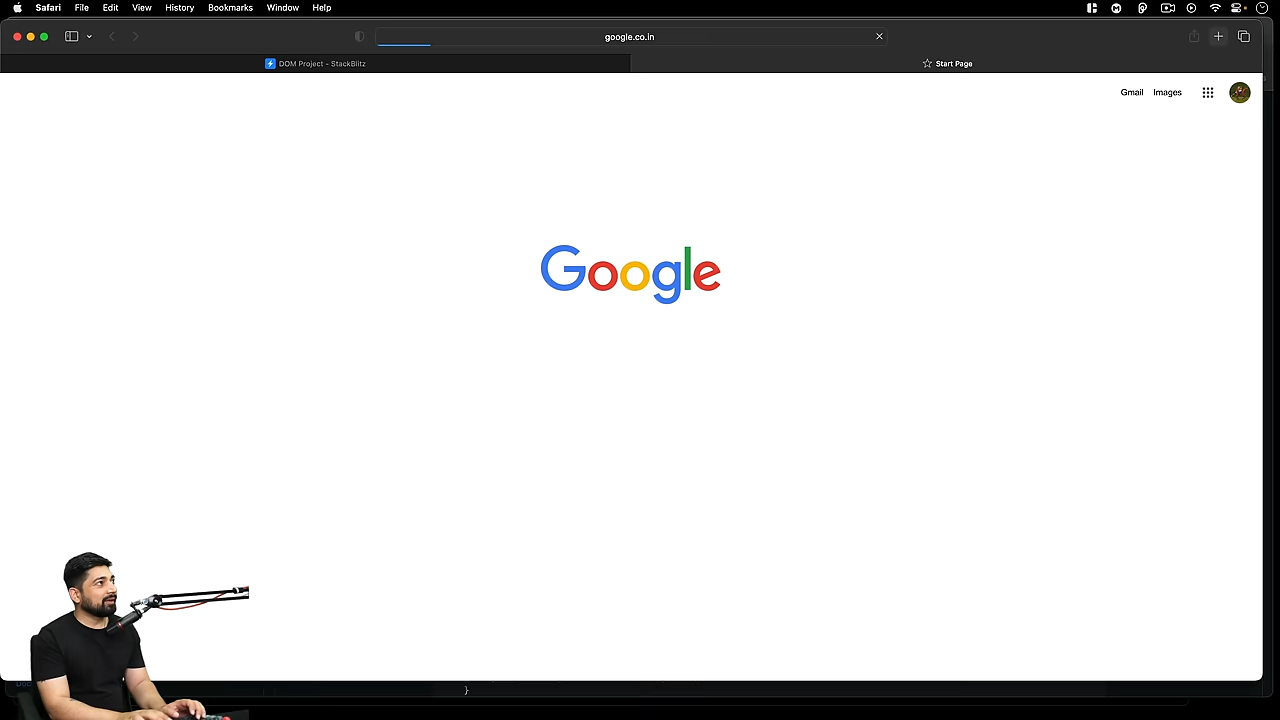 Safari File Edit View History Bookmarks Window Help
google.co.in
DOM Project - StackBlitz
Start Page
Gmail Images
Google
}